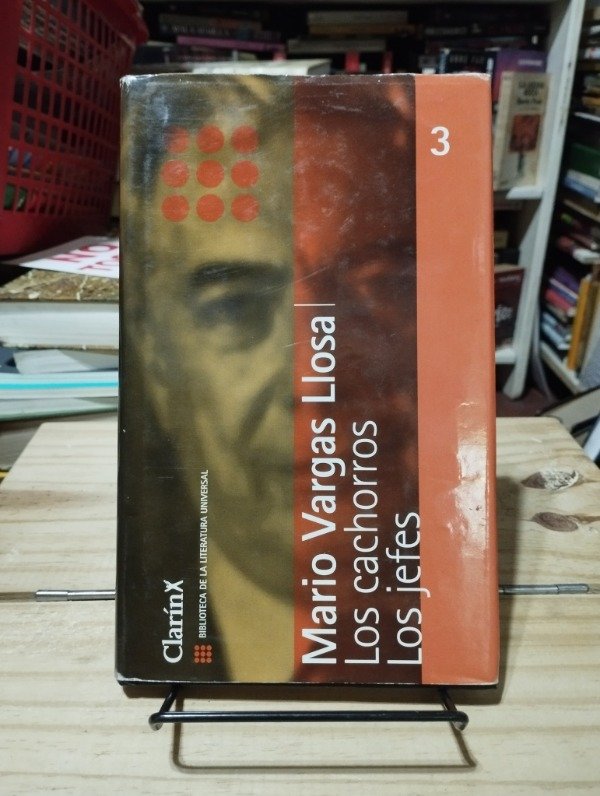 3
Mario Vargas Llosa
Los cachorros
Los jefes
ClarínX
BIBLIOTECA DE LA LITERATURA UNIVERSAL